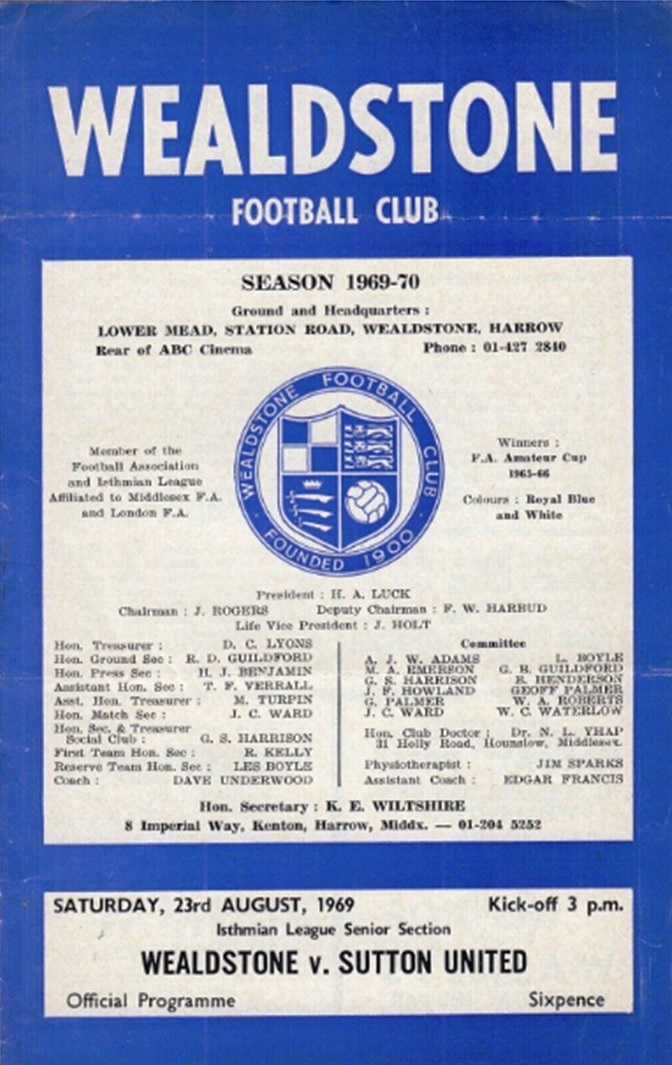 WEALDSTONE
FOOTBALL CLUB
SEASON 1969-70
Ground and Headquarters :
LOWER MEAD, STATION ROAD, WEALDSTONE, HARROW
Rear of ABC Cinema Phone : 01-427 2840
WEALDSTONE FOOTBALL CLUB
FOUNDED 1900
Member of the
Football Association
and Isthmian League
Affiliated to Middlesex F.A.
and London F.A.
Winners :
F.A. Amateur Cup
1965-66
Colours : Royal Blue
and White
President : H. A. LUCK
Chairman : J. ROGERS Deputy Chairman : F. W. HARBUD
Life Vice President : J. HOLT
Hon. Treasurer : D. C. LYONS
Hon. Ground Sec : R. D. GUILDFORD
Hon. Press Sec : H. J. BENJAMIN
Assistant Hon. Sec : T. F. VERRALL
Asst. Hon. Treasurer : M. TURPIN
Hon. Match Sec : J. C. WARD
Hon. Sec. & Treasurer
Social Club : G. S. HARRISON
First Team Hon. Sec : R. KELLY
Reserve Team Hon. Sec : LES BOYLE
Coach : DAVE UNDERWOOD
Committee
A. J. W. ADAMS L. BOYLE
M. A. EMERSON G. R. GUILDFORD
G. S. HARRISON B. HENDERSON
J. F. HOWLAND GEOFF PALMER
G. PALMER W. A. ROBERTS
J. C. WARD W. C. WATERLOW
Hon. Club Doctor : Dr. N. L. YHAP
31 Holly Road, Hounslow, Middlesex.
Physiotherapist : JIM SPARKS
Assistant Coach : EDGAR FRANCIS
Hon. Secretary : K. E. WILTSHIRE
8 Imperial Way, Kenton, Harrow, Middx. — 01-204 5252
SATURDAY, 23rd AUGUST, 1969 Kick-off 3 p.m.
Isthmian League Senior Section
WEALDSTONE v. SUTTON UNITED
Official Programme Sixpence